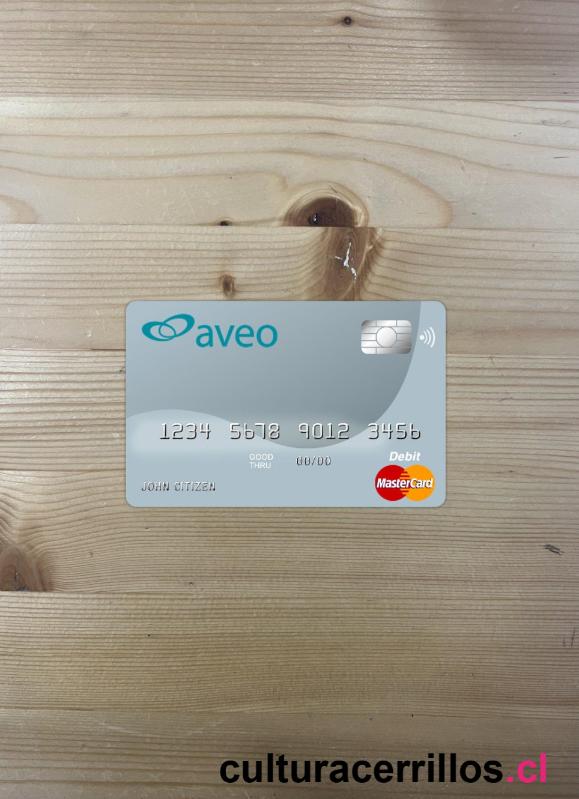 aveo
1234 5678 9012 3456
GOOD
THRU
00/00
Debit
JOHN CITIZEN
MasterCard
culturacerrillos.cl